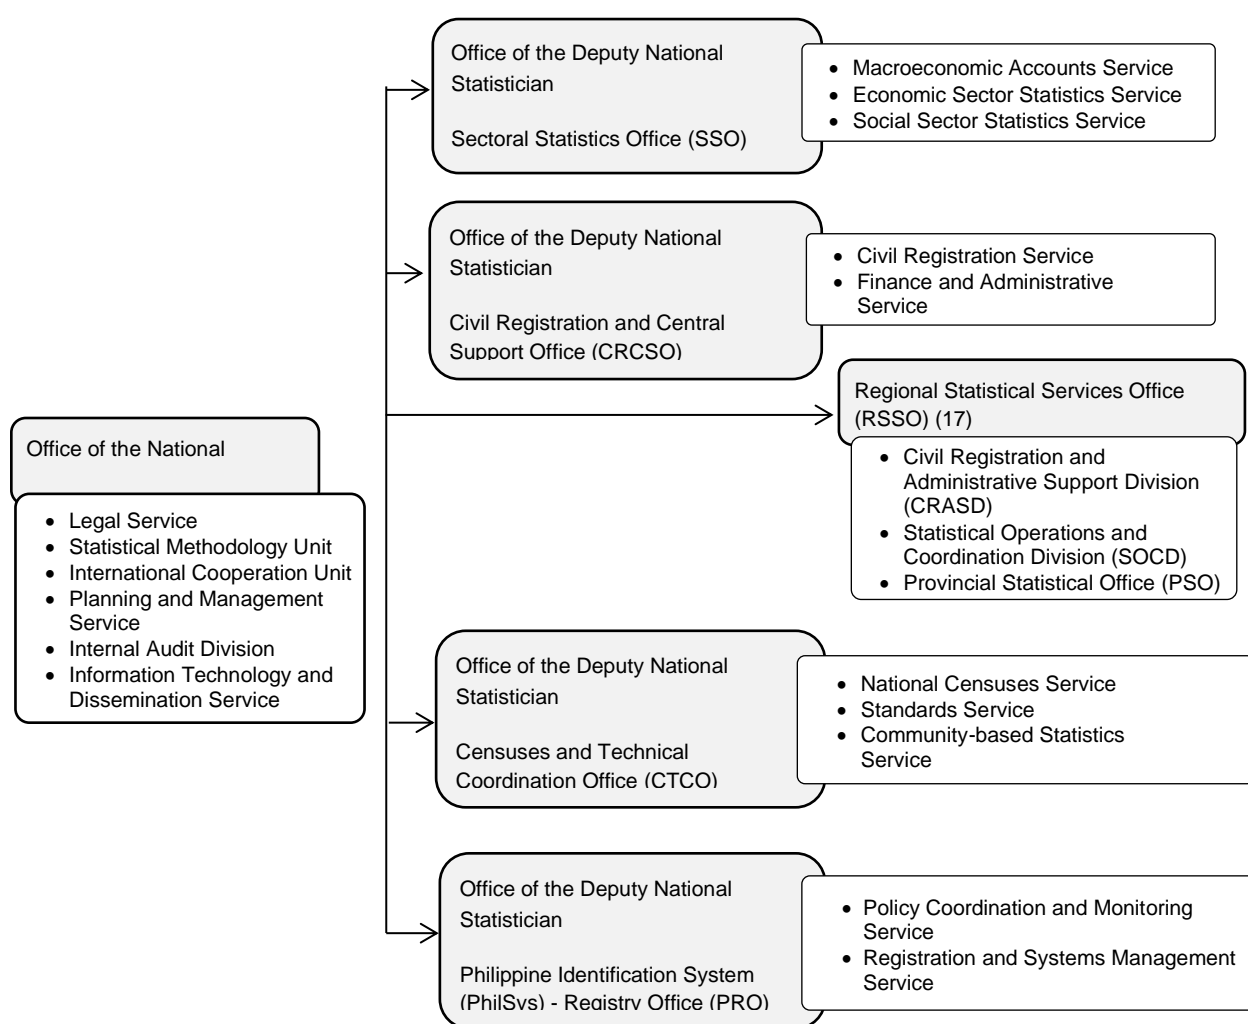 Office of the Deputy National
Statistician
Sectoral Statistics Office (SSO)
• Macroeconomic Accounts Service
• Economic Sector Statistics Service
• Social Sector Statistics Service
Office of the Deputy National
Statistician
Civil Registration and Central
Support Office (CRCSO)
• Civil Registration Service
• Finance and Administrative
Service
Regional Statistical Services Office
(RSSO) (17)
• Civil Registration and
Administrative Support Division
(CRASD)
• Statistical Operations and
Coordination Division (SOCD)
• Provincial Statistical Office (PSO)
Office of the National
• Legal Service
• Statistical Methodology Unit
• International Cooperation Unit
• Planning and Management
Service
• Internal Audit Division
• Information Technology and
Dissemination Service
Office of the Deputy National
Statistician
Censuses and Technical
Coordination Office (CTCO)
• National Censuses Service
• Standards Service
• Community-based Statistics
Service
Office of the Deputy National
Statistician
Philippine Identification System
(PhilSys) - Registry Office (PRO)
• Policy Coordination and Monitoring
Service
• Registration and Systems Management
Service